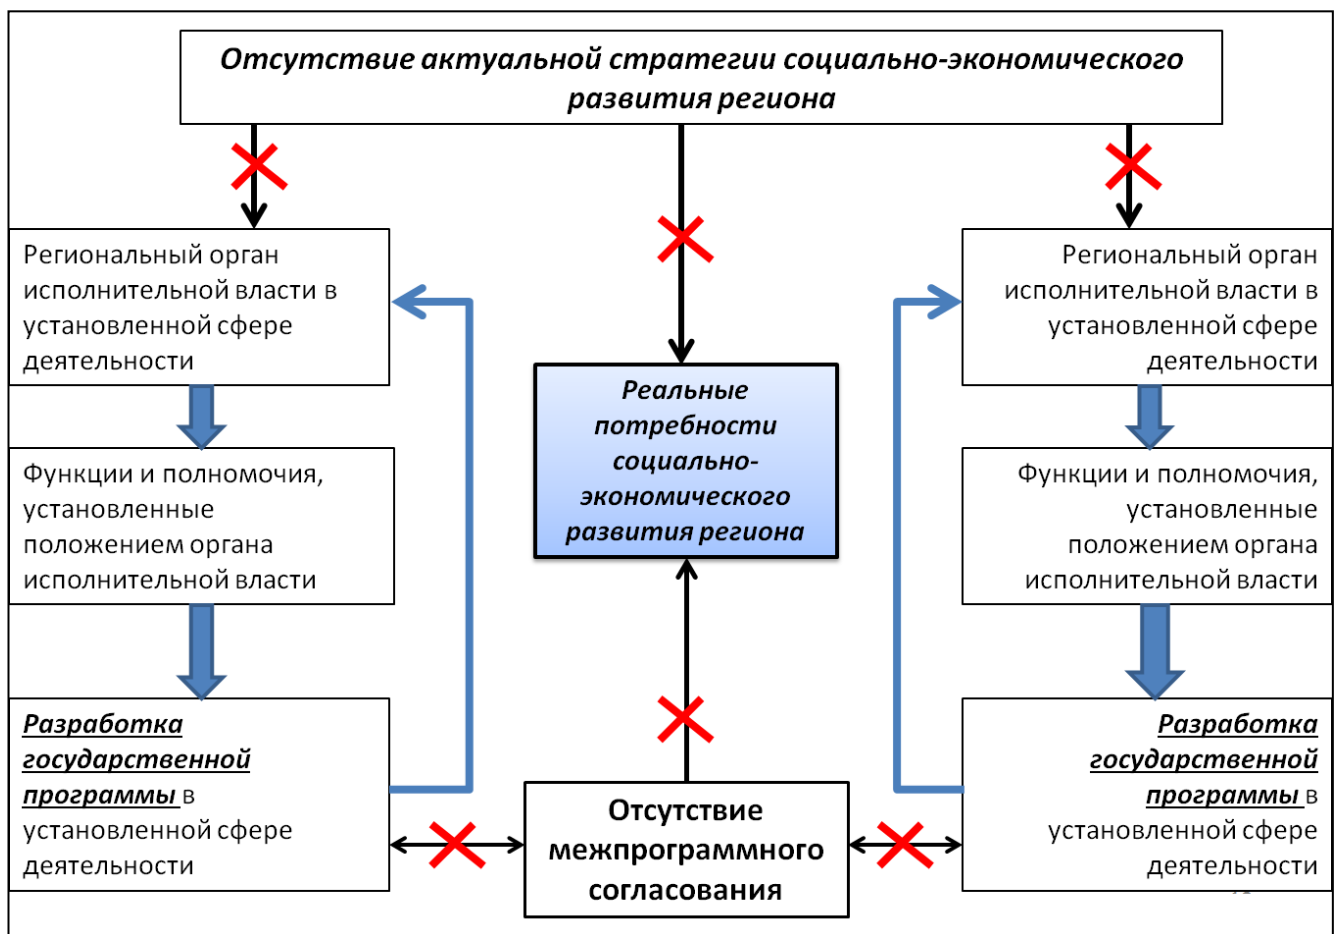 Отсутствие актуальной стратегии социально-экономического
развития региона
Региональный орган
исполнительной власти в
установленной сфере
деятельности
Региональный орган
исполнительной власти в
установленной сфере
деятельности
Реальные
потребности
социально-
экономического
развития региона
Функции и полномочия,
установленные
положением органа
исполнительной власти
Функции и полномочия,
установленные
положением органа
исполнительной власти
Разработка
государственной
программы в
установленной сфере
деятельности
Отсутствие
межпрограммного
согласования
Разработка
государственной
программы в
установленной сфере
деятельности